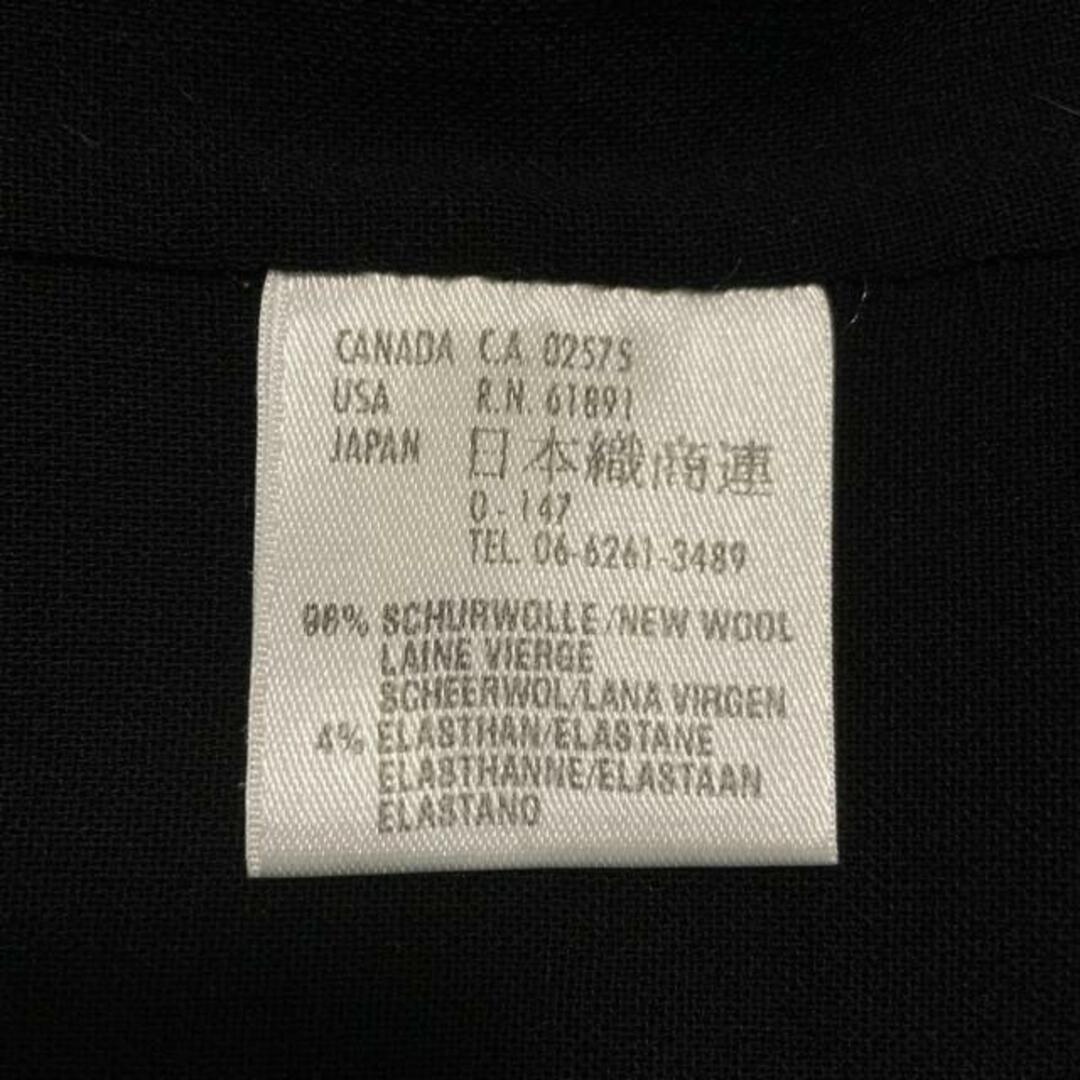 CANADA C.A. 02575
USA R.N. 61891
JAPAN 日本織商連
0 - 147
TEL. 06-6261-3489
96% SCHURWOLLE/NEW WOOL
LAINE VIERGE
SCHEERWOL/LANA VIRGEN
4% ELASTHAN/ELASTANE
ELASTHANNE/ELASTAAN
ELASTANO